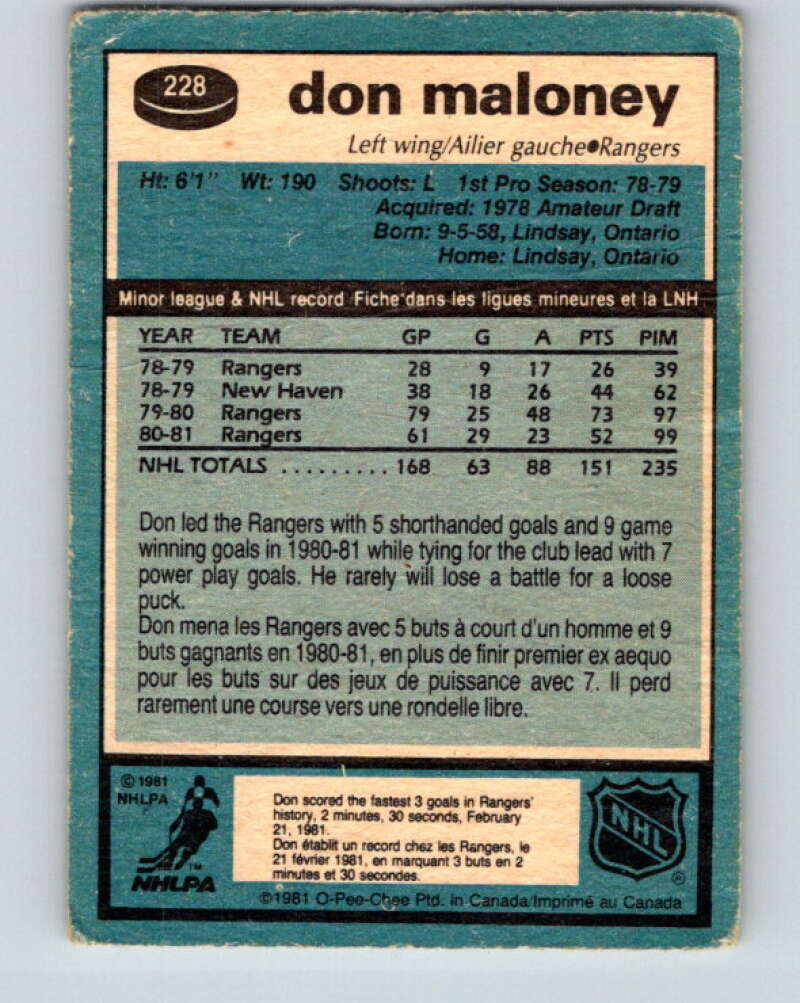 228
don maloney
Left wing/Ailier gauche●Rangers
Ht: 6'1" Wt: 190 Shoots: L 1st Pro Season: 78-79
Acquired: 1978 Amateur Draft
Born: 9-5-58, Lindsay, Ontario
Home: Lindsay, Ontario
Minor league & NHL record Fiche dans les ligues mineures et la LNH
YEAR TEAM GP G A PTS PIM
78-79 Rangers 28 9 17 26 39
78-79 New Haven 38 18 26 44 62
79-80 Rangers 79 25 48 73 97
80-81 Rangers 61 29 23 52 99
NHL TOTALS ......... 168 63 88 151 235
Don led the Rangers with 5 shorthanded goals and 9 game
winning goals in 1980-81 while tying for the club lead with 7
power play goals. He rarely will lose a battle for a loose
puck.
Don mena les Rangers avec 5 buts à court d'un homme et 9
buts gagnants en 1980-81, en plus de finir premier ex aequo
pour les buts sur des jeux de puissance avec 7. Il perd
rarement une course vers une rondelle libre.
© 1981
NHLPA
TM
NHLPA
Don scored the fastest 3 goals in Rangers'
history, 2 minutes, 30 seconds, February
21, 1981.
Don établit un record chez les Rangers, le
21 février 1981, en marquant 3 buts en 2
minutes et 30 secondes.
NHL
®
©1981 O-Pee-Chee Ptd. in Canada/Imprimé au Canada